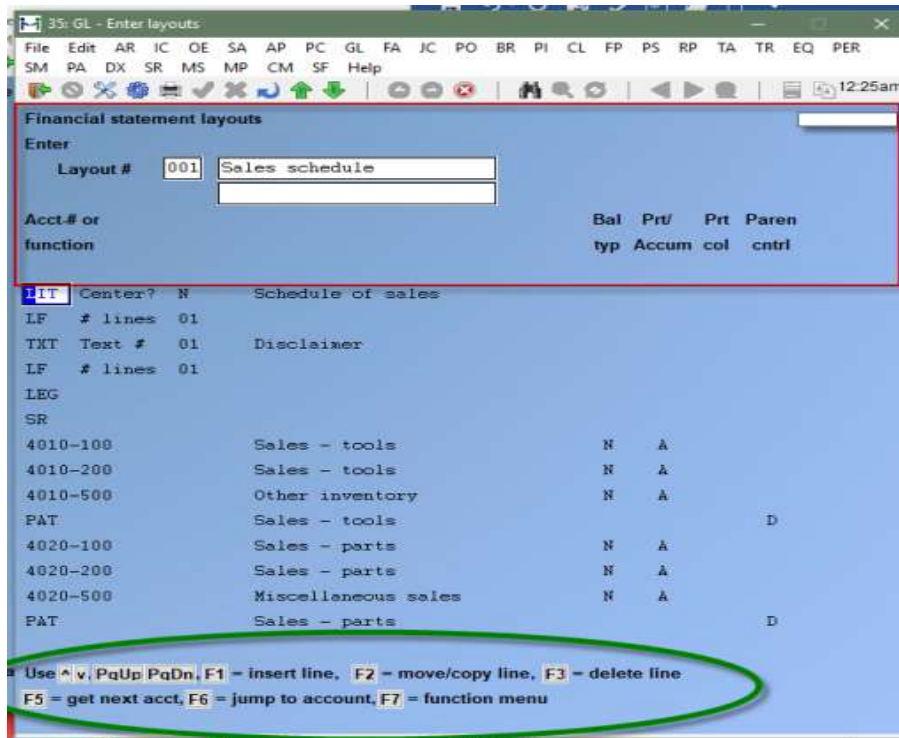 35: GL - Enter layouts
File Edit AR IC OE SA AP PC GL FA JC PO BR PI CL FP PS RP TA TR EQ PER
SM PA DX SR MS MP CM SF Help
12:25am
Financial statement layouts
Enter
Layout # 001 Sales schedule
Acct-# or Bal Prt/ Prt Paren
function typ Accum col cntrl
LIT Center? N Schedule of sales
LF # lines 01
TXT Text # 01 Disclaimer
LF # lines 01
LEG
SR
4010-100 Sales - tools N A
4010-200 Sales - tools N A
4010-500 Other inventory N A
PAT Sales - tools D
4020-100 Sales - parts N A
4020-200 Sales - parts N A
4020-500 Miscellaneous sales N A
PAT Sales - parts D
Use ^ v, PgUp PgDn, F1 = insert line, F2 = move/copy line, F3 = delete line
F5 = get next acct, F6 = jump to account, F7 = function menu